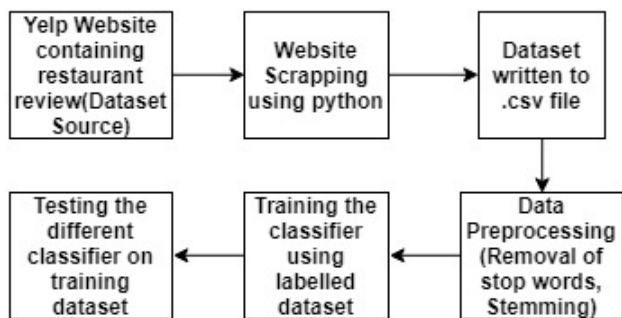 Yelp Website
containing
restaurant
review(Dataset
Source)
Website
Scrapping
using python
Dataset
written to
.csv file
Data
Preprocessing
(Removal of
stop words,
Stemming)
Training the
classifier
using
labelled
dataset
Testing the
different
classifier on
training
dataset